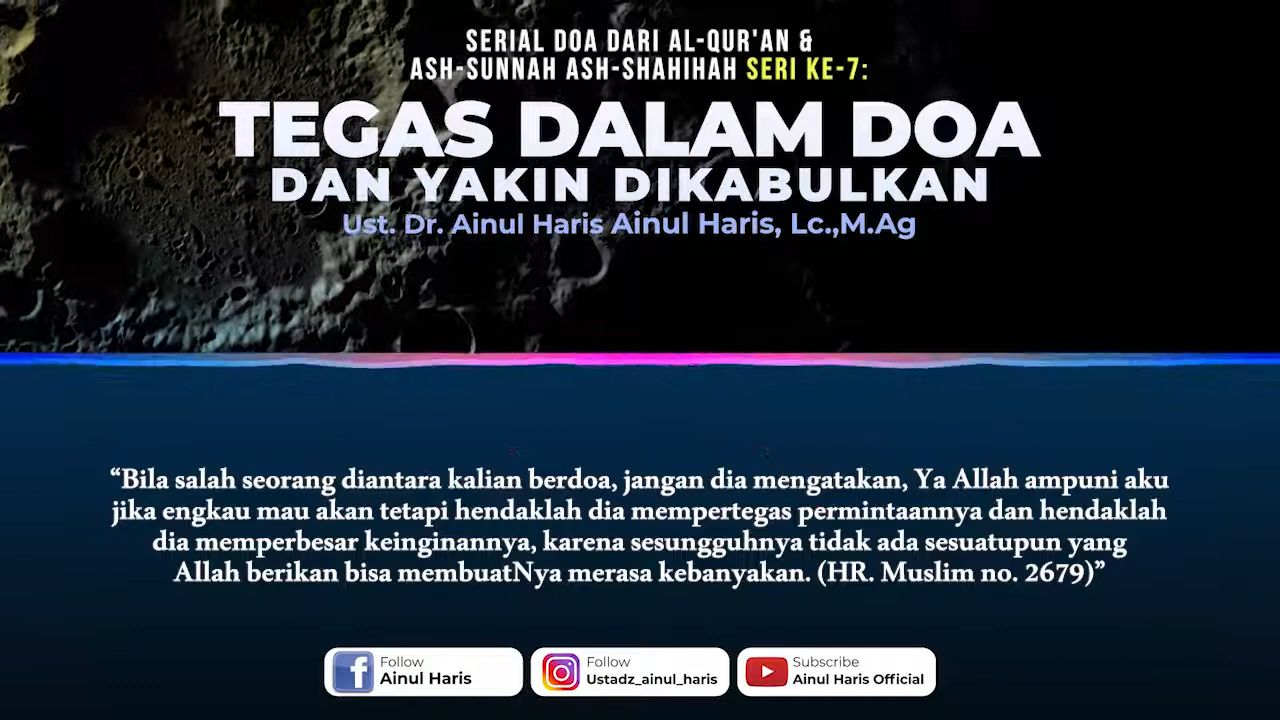 SERIAL DOA DARI AL-QUR'AN &
ASH-SUNNAH ASH-SHAHIHAH SERI KE-7:
TEGAS DALAM DOA
DAN YAKIN DIKABULKAN
Ust. Dr. Ainul Haris Ainul Haris, Lc.,M.Ag
“Bila salah seorang diantara kalian berdoa, jangan dia mengatakan, Ya Allah ampuni aku
jika engkau mau akan tetapi hendaklah dia mempertegas permintaannya dan hendaklah
dia memperbesar keinginannya, karena sesungguhnya tidak ada sesuatupun yang
Allah berikan bisa membuatNya merasa kebanyakan. (HR. Muslim no. 2679)”
Follow
Ainul Haris
Follow
Ustadz_ainul_haris
Subscribe
Ainul Haris Official